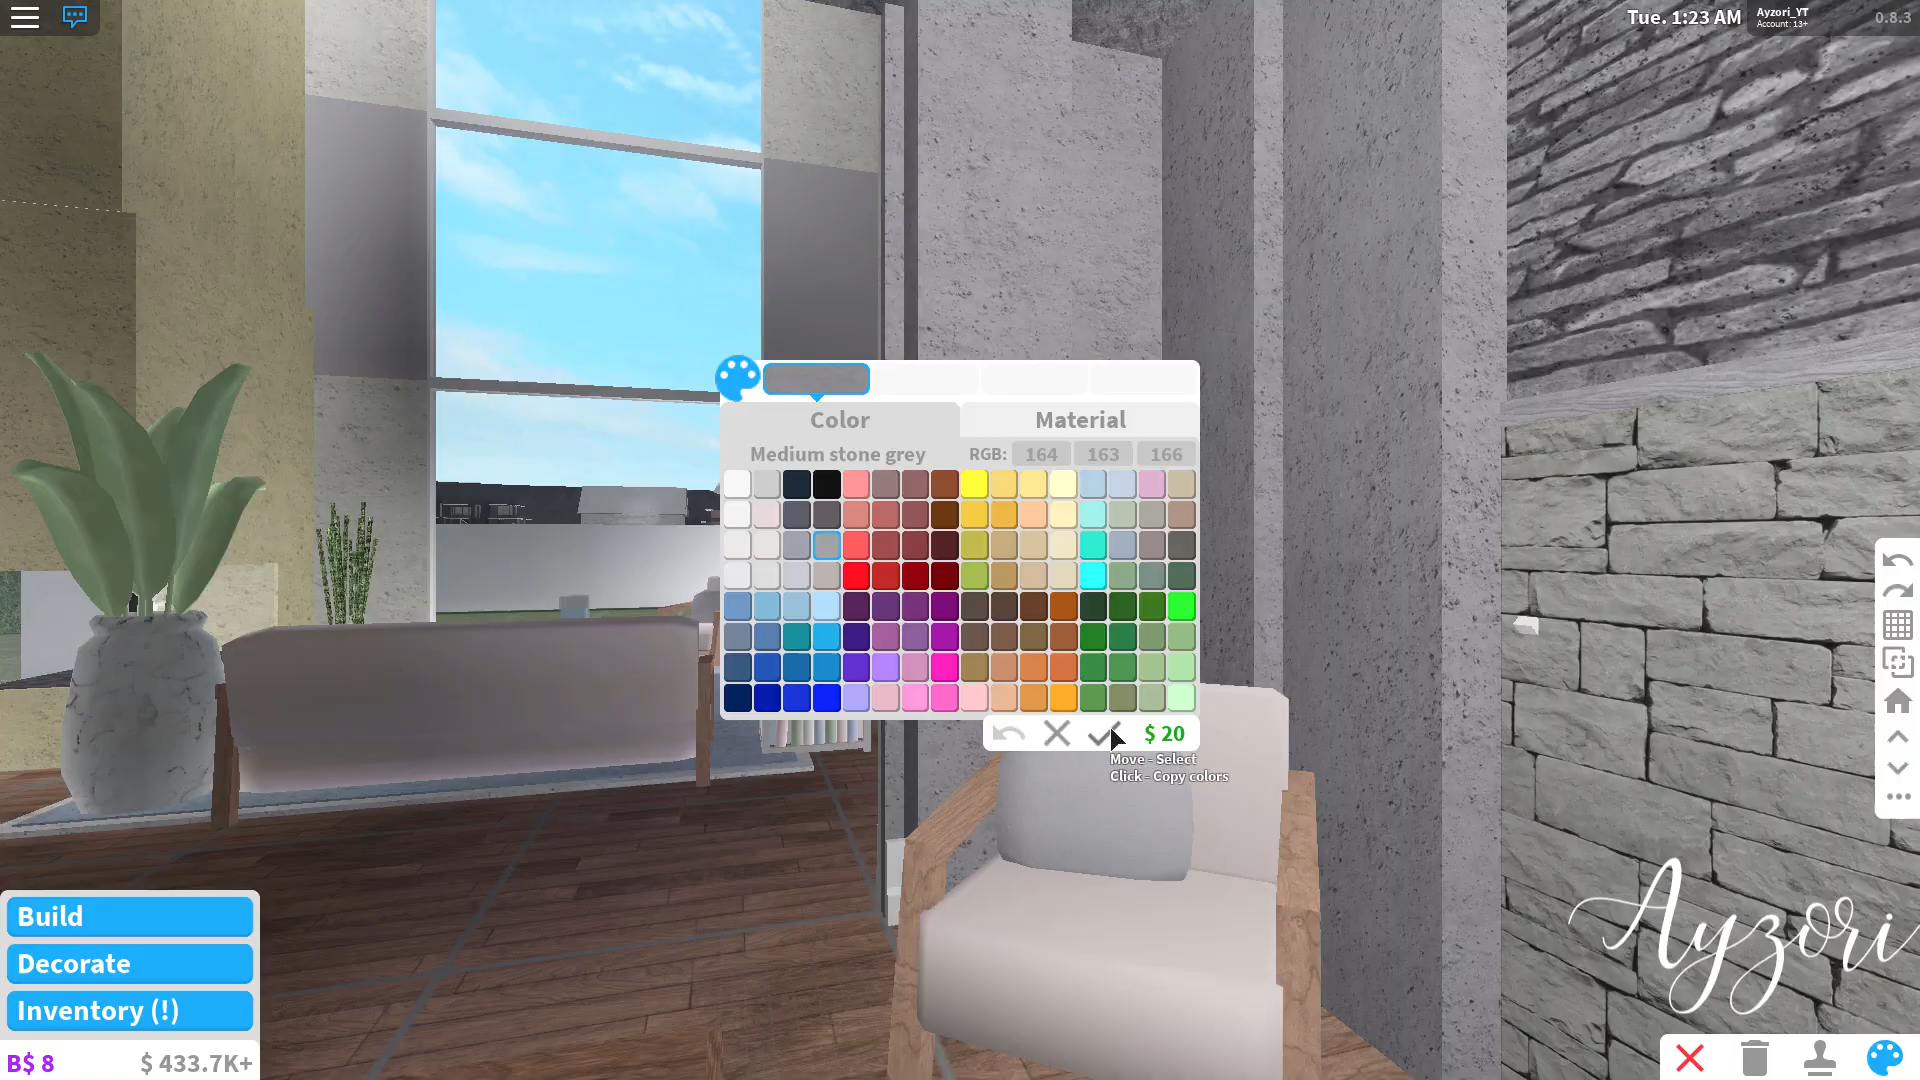 Tue. 1:23 AM
Ayzori_YT
Account: 13+
0.8.3
Color
Material
Medium stone grey
RGB: 164 163 166
$ 20
Move - Select
Click - Copy colors
Build
Decorate
Inventory (!)
B$ 8
$ 433.7K+
Ayzori